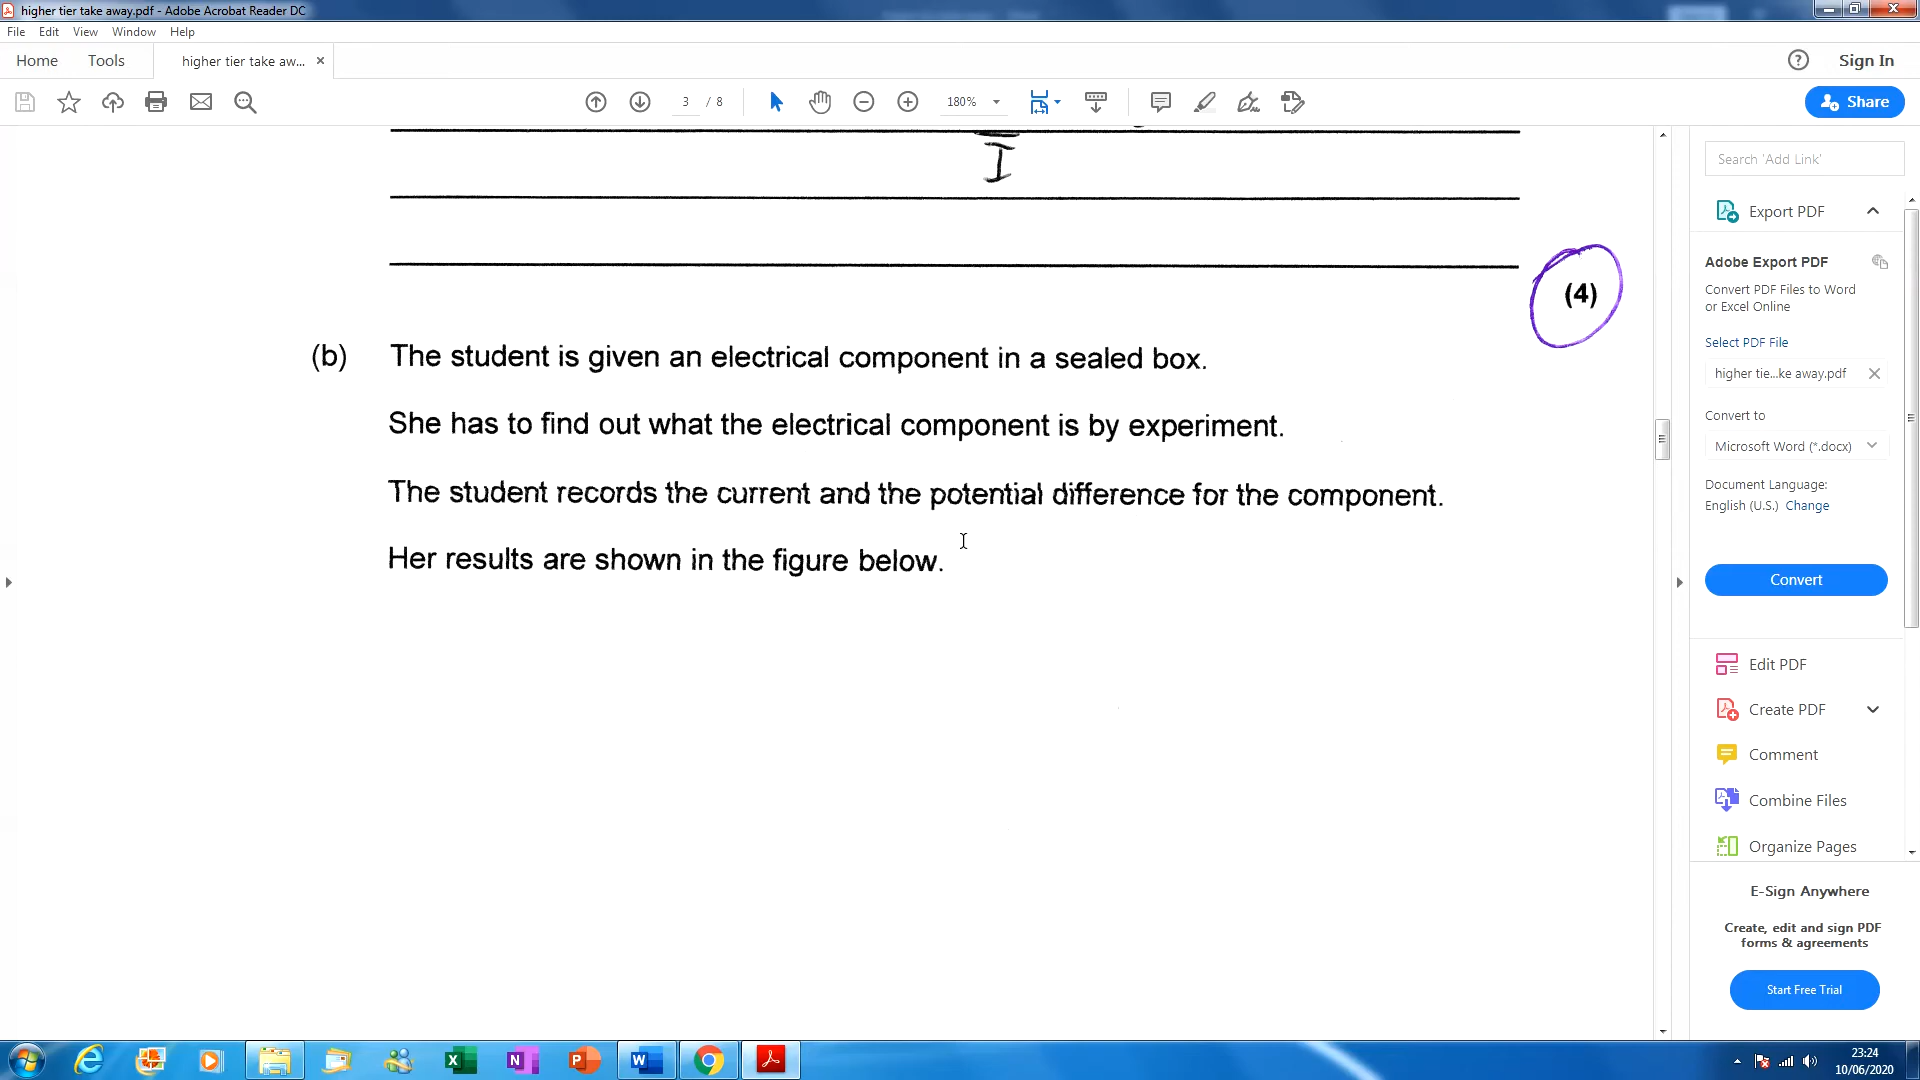 higher tier take away.pdf - Adobe Acrobat Reader DC
File Edit View Window Help
Home Tools higher tier take aw... × Sign In
3 / 8 180% Share
Search 'Add Link'
I
Export PDF
(4)
Adobe Export PDF
Convert PDF Files to Word
or Excel Online
Select PDF File
(b) The student is given an electrical component in a sealed box.
higher tie...ke away.pdf
She has to find out what the electrical component is by experiment.
Convert to
Microsoft Word (*.docx)
The student records the current and the potential difference for the component.
Document Language:
English (U.S.) Change
Her results are shown in the figure below.
Convert
Edit PDF
Create PDF
Comment
Combine Files
Organize Pages
E-Sign Anywhere
Create, edit and sign PDF
forms & agreements
Start Free Trial
23:24
10/06/2020